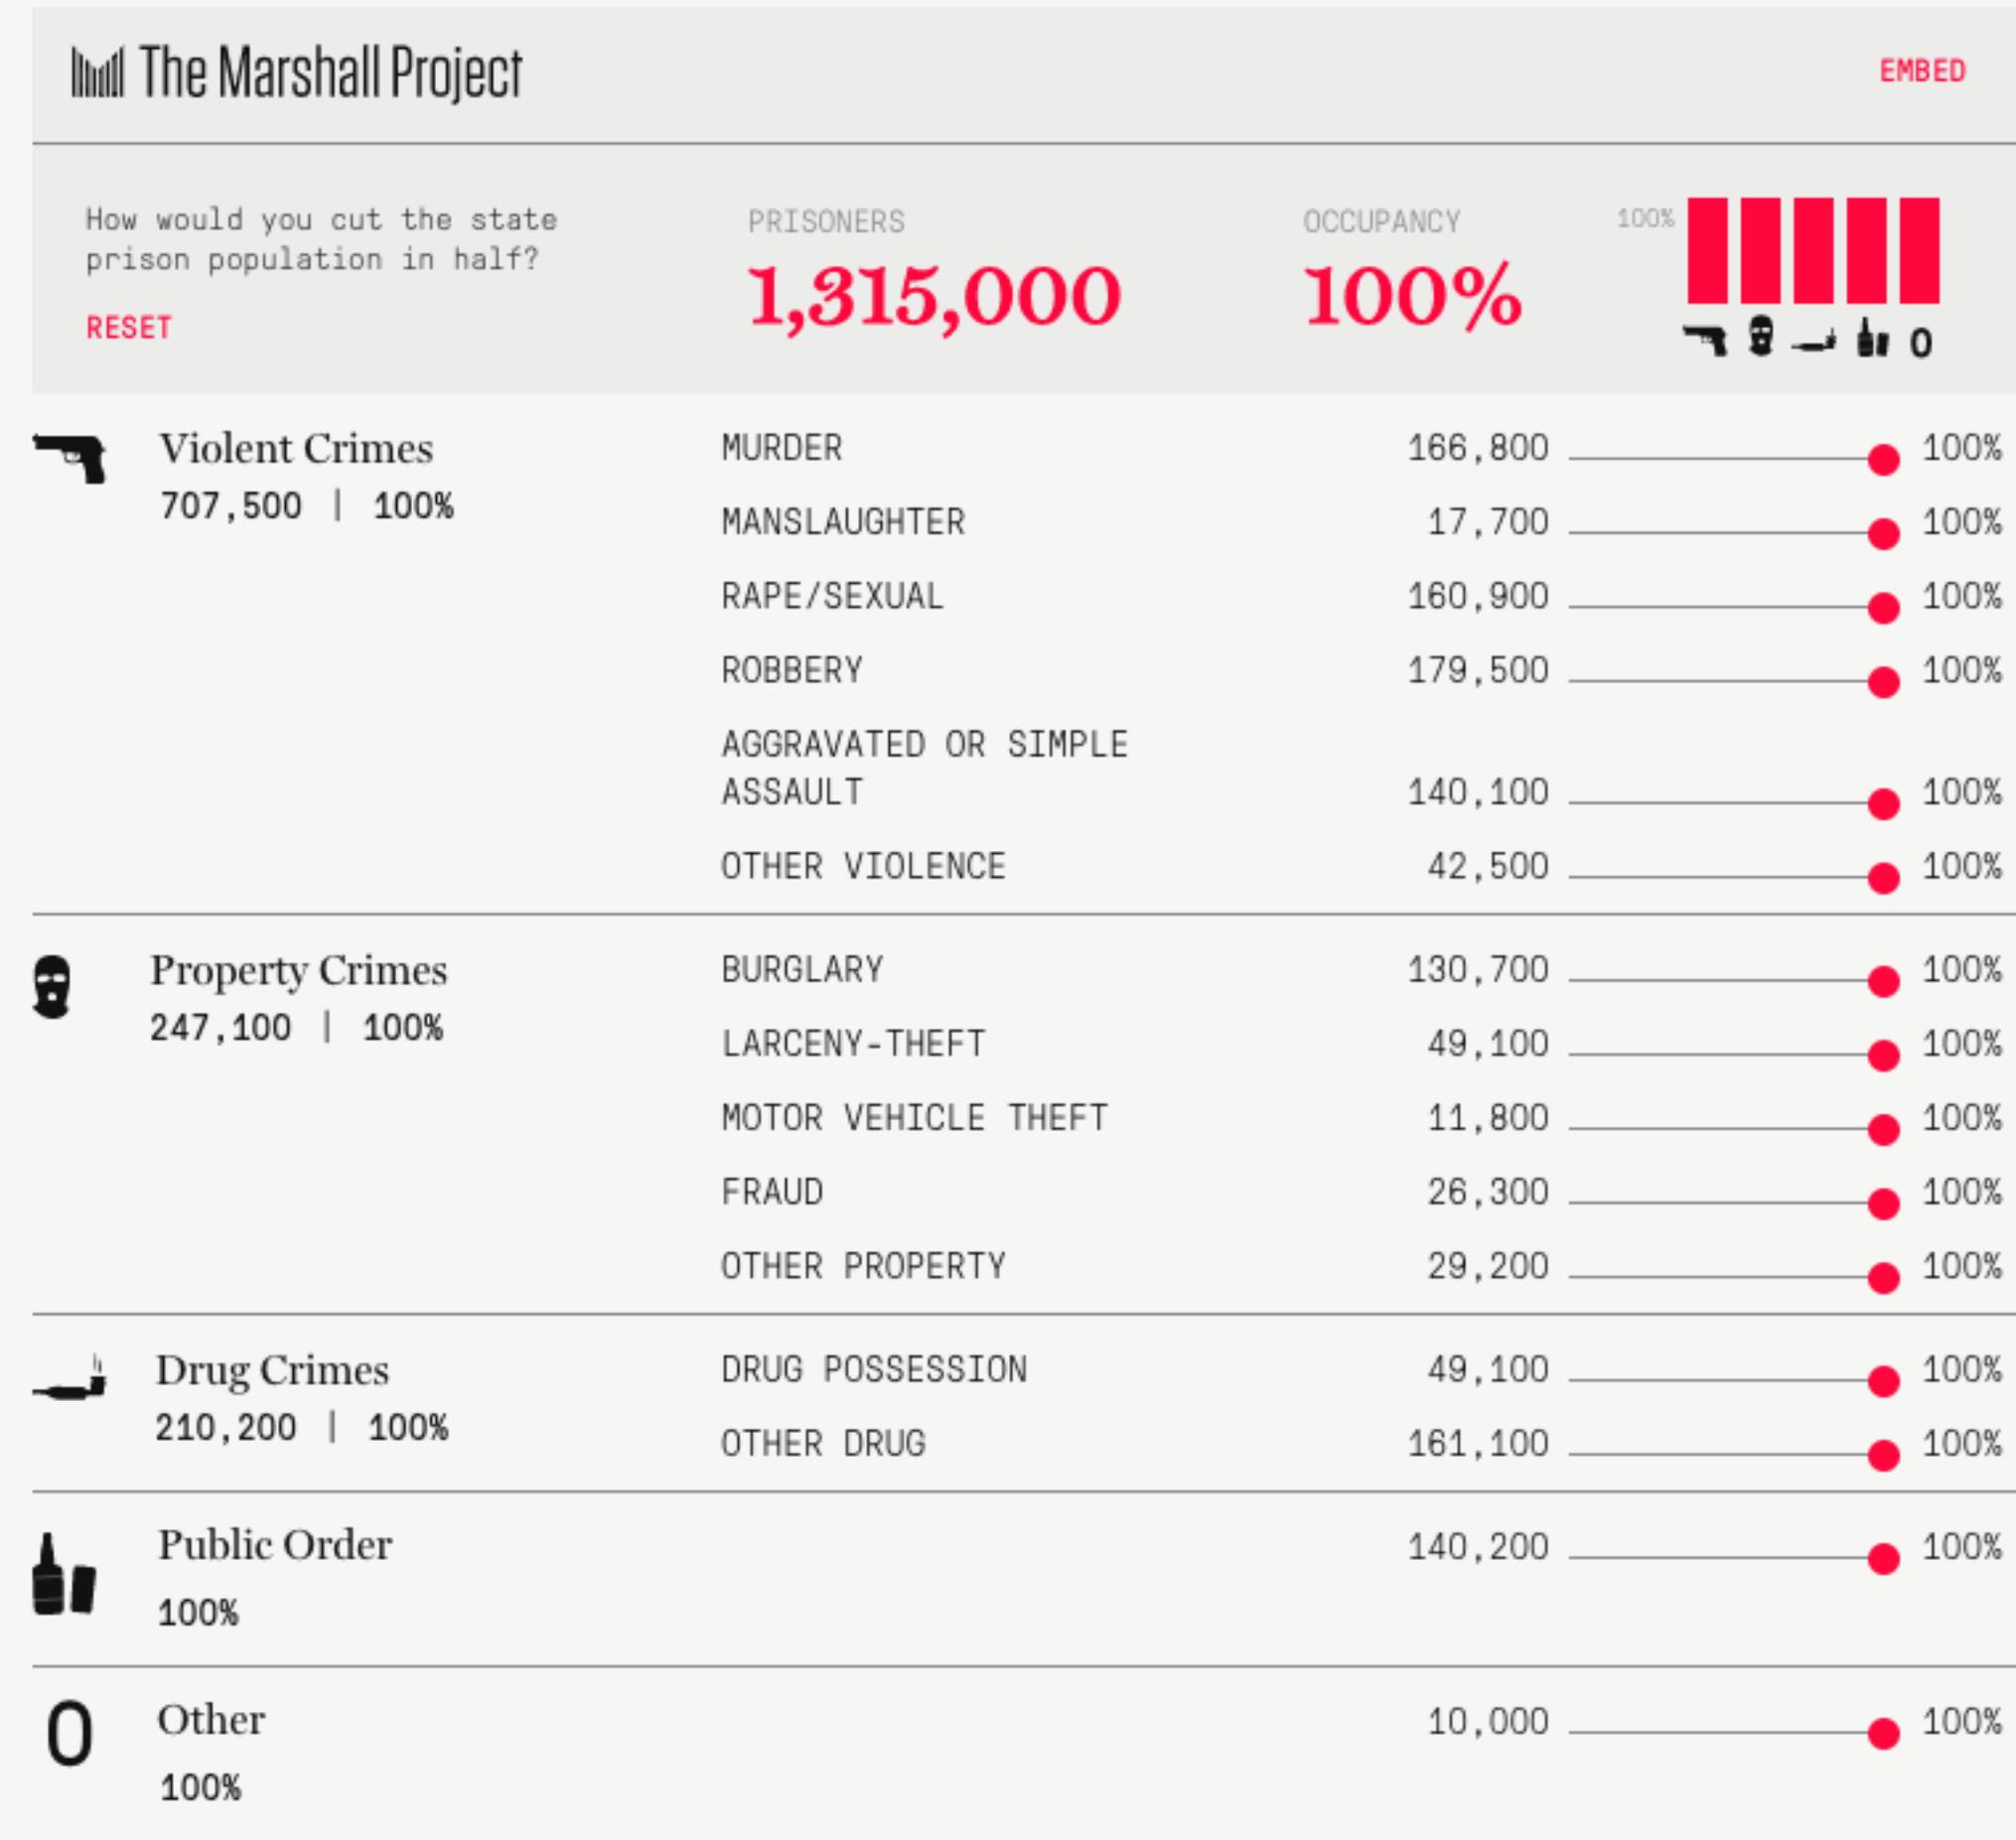 The Marshall Project
EMBED
How would you cut the state
prison population in half?
RESET
PRISONERS
1,315,000
OCCUPANCY
100%
100%
0
Violent Crimes
707,500 | 100%
MURDER 166,800 100%
MANSLAUGHTER 17,700 100%
RAPE/SEXUAL 160,900 100%
ROBBERY 179,500 100%
AGGRAVATED OR SIMPLE
ASSAULT 140,100 100%
OTHER VIOLENCE 42,500 100%
Property Crimes
247,100 | 100%
BURGLARY 130,700 100%
LARCENY-THEFT 49,100 100%
MOTOR VEHICLE THEFT 11,800 100%
FRAUD 26,300 100%
OTHER PROPERTY 29,200 100%
Drug Crimes
210,200 | 100%
DRUG POSSESSION 49,100 100%
OTHER DRUG 161,100 100%
Public Order 140,200 100%
100%
0 Other 10,000 100%
100%